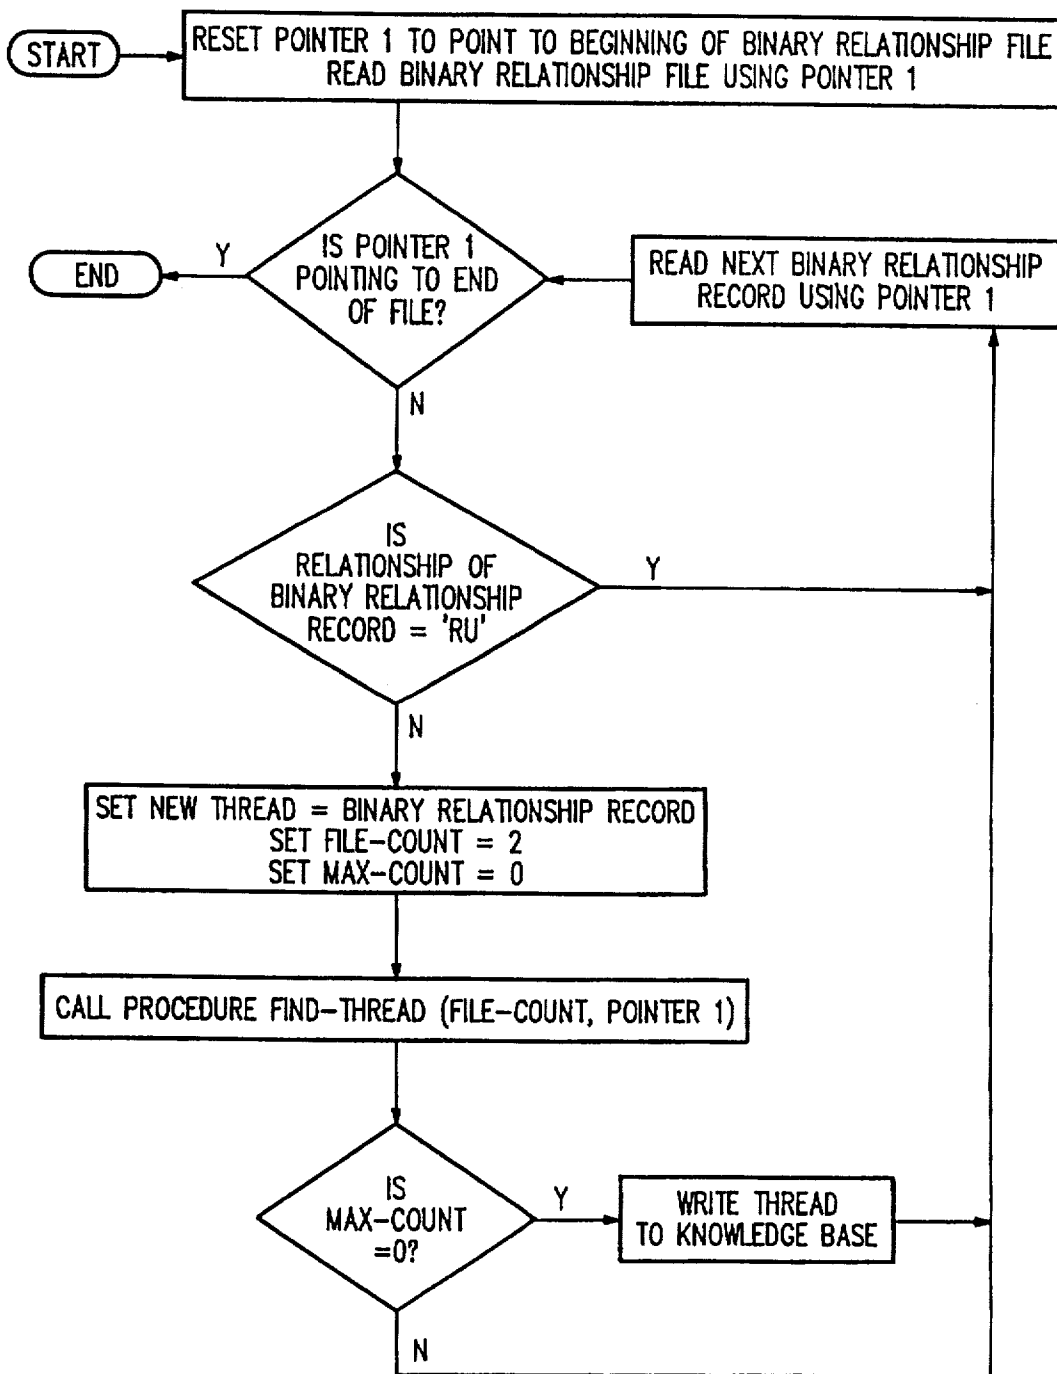 START
RESET POINTER 1 TO POINT TO BEGINNING OF BINARY RELATIONSHIP FILE
READ BINARY RELATIONSHIP FILE USING POINTER 1
IS POINTER 1
POINTING TO END
OF FILE?
Y
END
READ NEXT BINARY RELATIONSHIP
RECORD USING POINTER 1
N
IS
RELATIONSHIP OF
BINARY RELATIONSHIP
RECORD = 'RU'
Y
N
SET NEW THREAD = BINARY RELATIONSHIP RECORD
SET FILE-COUNT = 2
SET MAX-COUNT = 0
CALL PROCEDURE FIND-THREAD (FILE-COUNT, POINTER 1)
IS
MAX-COUNT
=0?
Y
WRITE THREAD
TO KNOWLEDGE BASE
N